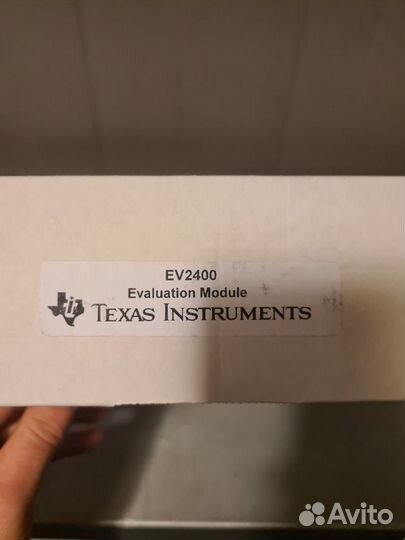 EV2400
Evaluation Module
TEXAS INSTRUMENTS
Avito